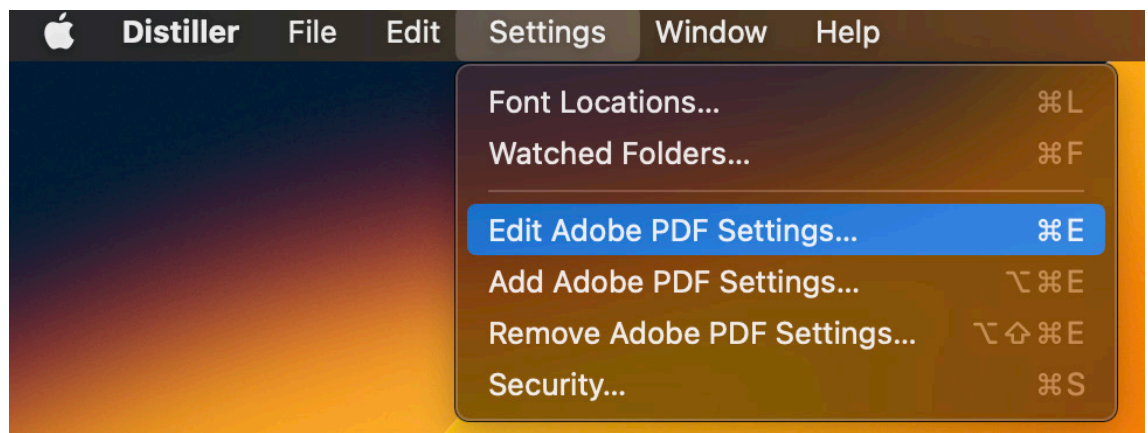 Distiller File Edit Settings Window Help
Font Locations... ⌘L
Watched Folders... ⌘F
Edit Adobe PDF Settings... ⌘E
Add Adobe PDF Settings... ⌥⌘E
Remove Adobe PDF Settings... ⌥⇧⌘E
Security... ⌘S